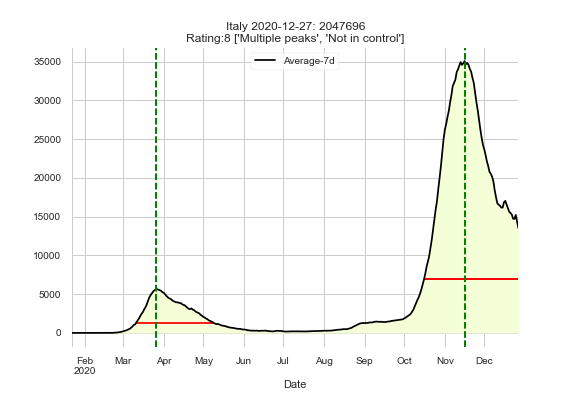 Italy 2020-12-27: 2047696
Rating:8 ['Multiple peaks', 'Not in control']
Average-7d
35000
30000
25000
20000
15000
10000
5000
0
Feb Mar Apr May Jun Jul Aug Sep Oct Nov Dec
2020
Date